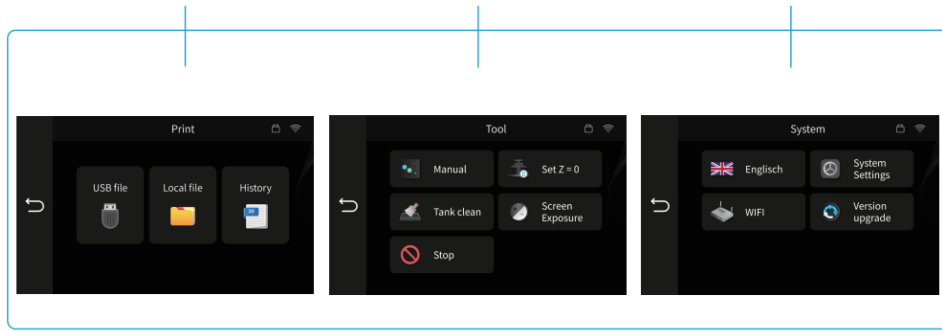 Print
USB file
Local file
History
Tool
Manual
Set Z = 0
Tank clean
Screen
Exposure
Stop
System
Englisch
System
Settings
WIFI
Version
upgrade